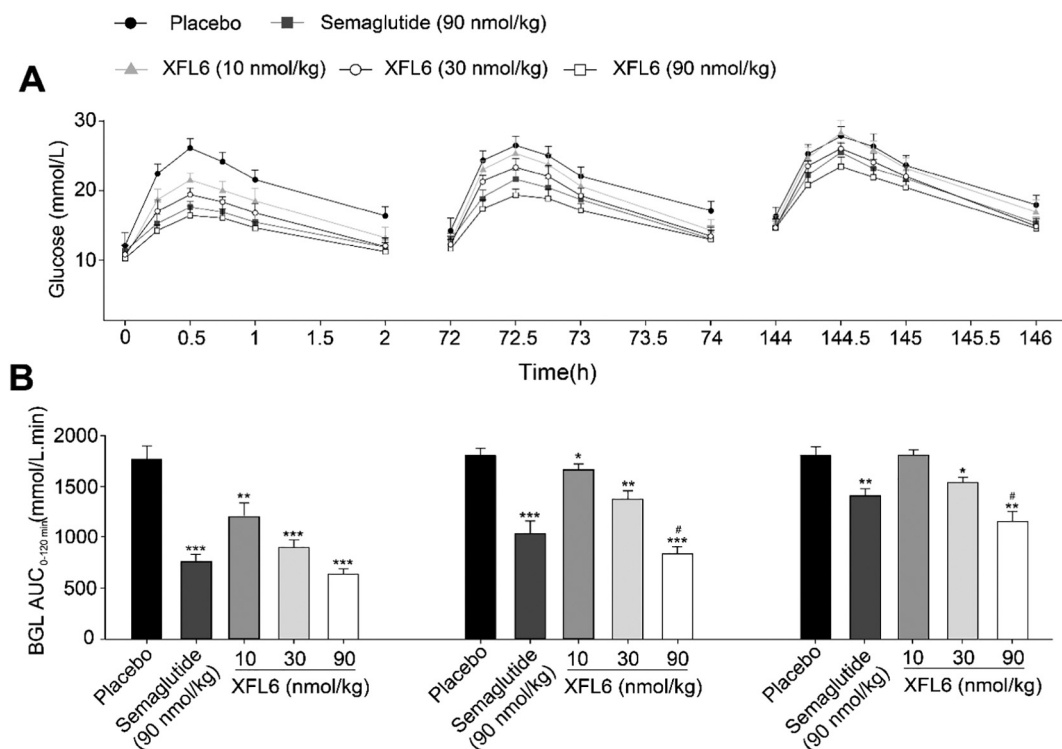 Placebo
Semaglutide (90 nmol/kg)
XFL6 (10 nmol/kg)
XFL6 (30 nmol/kg)
XFL6 (90 nmol/kg)
A
Glucose (mmol/L)
30
20
10
0 0.5 1 1.5 2 72 72.5 73 73.5 74 144 144.5 145 145.5 146
Time(h)
B
BGL AUC0-120 min(mmol/L.min)
2000
1500
1000
500
0
***
**
***
***
***
*
**
#
***
**
*
#
**
Placebo
Semaglutide
(90 nmol/kg)
10 30 90
XFL6 (nmol/kg)
Placebo
Semaglutide
(90 nmol/kg)
10 30 90
XFL6 (nmol/kg)
Placebo
Semaglutide
(90 nmol/kg)
10 30 90
XFL6 (nmol/kg)